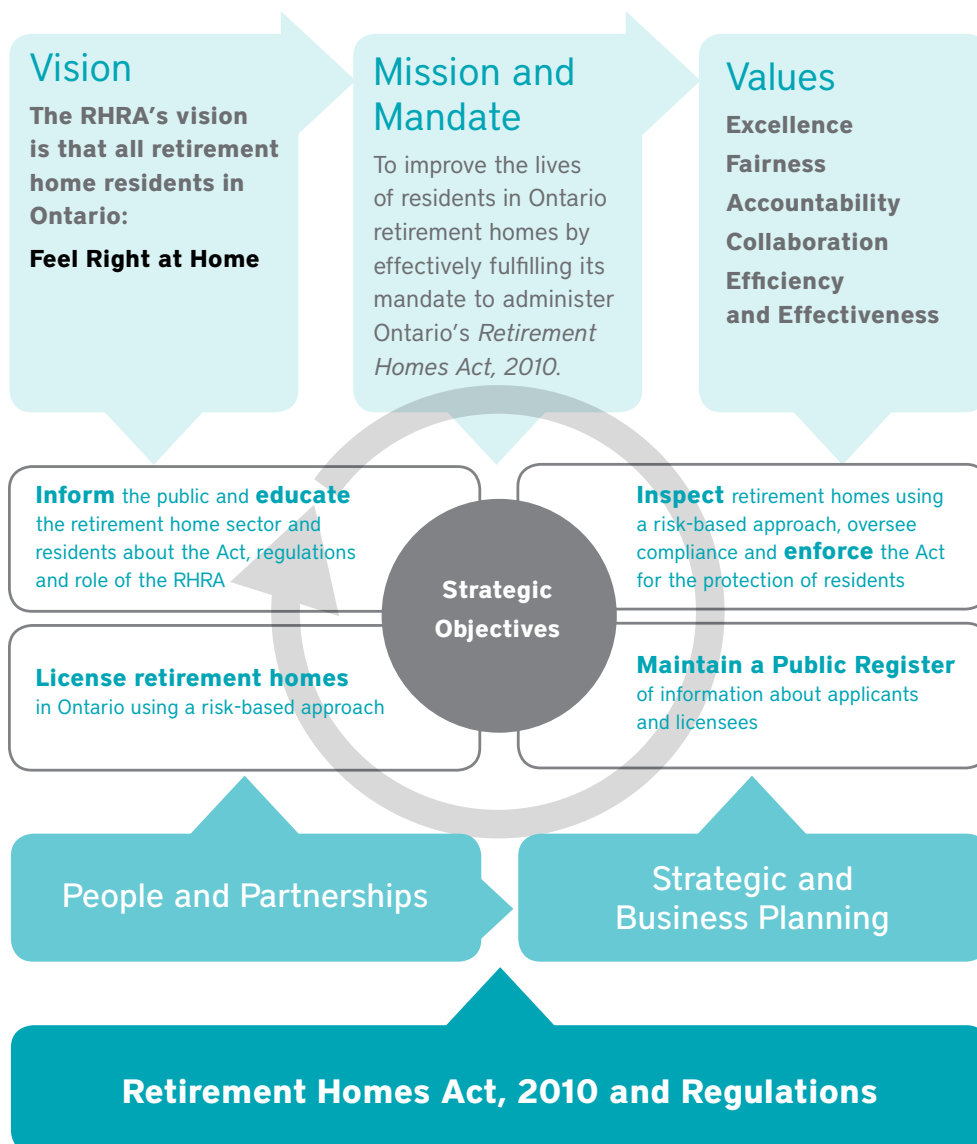 Vision
The RHRA's vision
is that all retirement
home residents in
Ontario:
Feel Right at Home
Mission and
Mandate
To improve the lives
of residents in Ontario
retirement homes by
effectively fulfilling its
mandate to administer
Ontario's Retirement
Homes Act, 2010.
Values
Excellence
Fairness
Accountability
Collaboration
Efficiency
and Effectiveness
Inform the public and educate
the retirement home sector and
residents about the Act, regulations
and role of the RHRA
Inspect retirement homes using
a risk-based approach, oversee
compliance and enforce the Act
for the protection of residents
Strategic
Objectives
License retirement homes
in Ontario using a risk-based approach
Maintain a Public Register
of information about applicants
and licensees
People and Partnerships
Strategic and
Business Planning
Retirement Homes Act, 2010 and Regulations